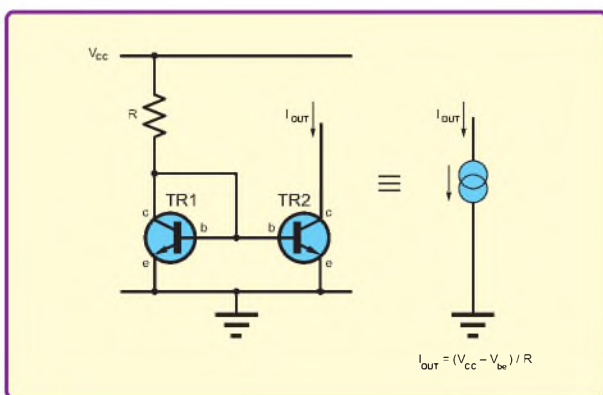 VCC
R
IOUT
IOUT
TR1
TR2
c
b
b
c
e
e
≡
IOUT = (VCC – Vbe) / R